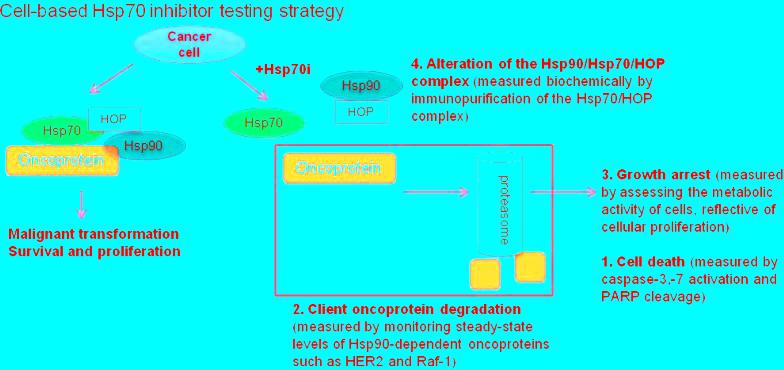 Cell-based Hsp70 inhibitor testing strategy
Cancer
cell
+Hsp70i
HOP
Hsp70
Hsp90
Oncoprotein
Malignant transformation
Survival and proliferation
Hsp90
HOP
Hsp70
4. Alteration of the Hsp90/Hsp70/HOP
complex (measured biochemically by
immunopurification of the Hsp70/HOP
complex)
Oncoprotein
proteasome
3. Growth arrest (measured
by assessing the metabolic
activity of cells, reflective of
cellular proliferation)
1. Cell death (measured by
caspase-3,-7 activation and
PARP cleavage)
2. Client oncoprotein degradation
(measured by monitoring steady-state
levels of Hsp90-dependent oncoproteins
such as HER2 and Raf-1)